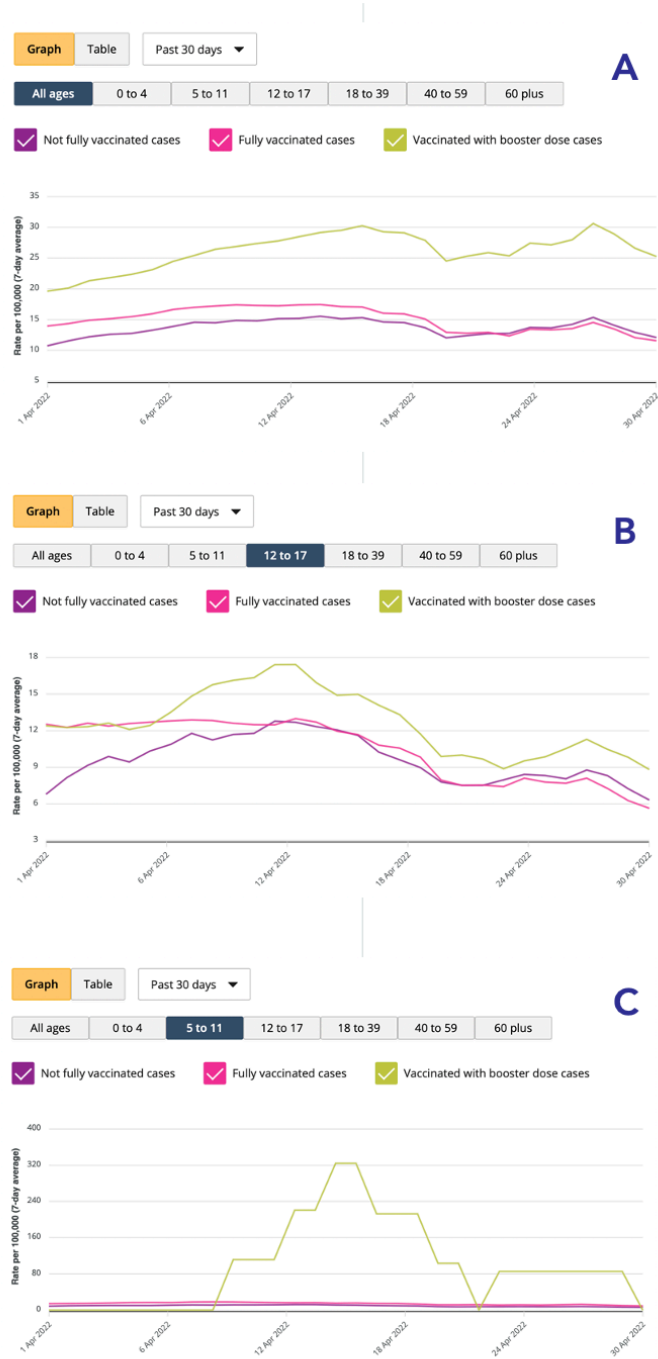 Graph Table Past 30 days
A
All ages 0 to 4 5 to 11 12 to 17 18 to 39 40 to 59 60 plus
Not fully vaccinated cases Fully vaccinated cases Vaccinated with booster dose cases
Rate per 100,000 (7-day average)
35
30
25
20
15
10
5
1 Apr 2022 6 Apr 2022 12 Apr 2022 18 Apr 2022 24 Apr 2022 30 Apr 2022
Graph Table Past 30 days
B
All ages 0 to 4 5 to 11 12 to 17 18 to 39 40 to 59 60 plus
Not fully vaccinated cases Fully vaccinated cases Vaccinated with booster dose cases
Rate per 100,000 (7-day average)
18
15
12
9
6
3
1 Apr 2022 6 Apr 2022 12 Apr 2022 18 Apr 2022 24 Apr 2022 30 Apr 2022
Graph Table Past 30 days
C
All ages 0 to 4 5 to 11 12 to 17 18 to 39 40 to 59 60 plus
Not fully vaccinated cases Fully vaccinated cases Vaccinated with booster dose cases
Rate per 100,000 (7-day average)
400
320
240
160
80
0
1 Apr 2022 6 Apr 2022 12 Apr 2022 18 Apr 2022 24 Apr 2022 30 Apr 2022